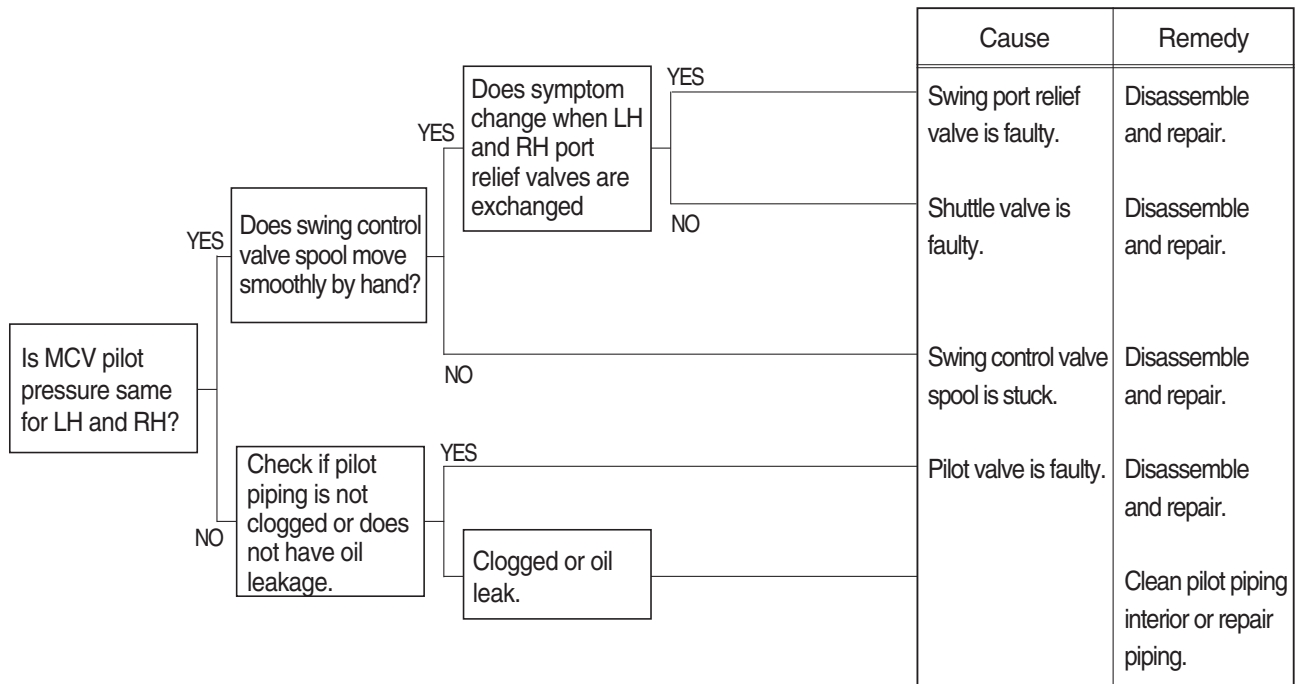 Cause
Remedy
Does symptom
change when LH
and RH port
relief valves are
exchanged
YES
YES
NO
Swing port relief
valve is faulty.
Disassemble
and repair.
Shuttle valve is
faulty.
Disassemble
and repair.
Does swing control
valve spool move
smoothly by hand?
YES
NO
Swing control valve
spool is stuck.
Disassemble
and repair.
Is MCV pilot
pressure same
for LH and RH?
Check if pilot
piping is not
clogged or does
not have oil
leakage.
NO
YES
Pilot valve is faulty.
Disassemble
and repair.
Clogged or oil
leak.
Clean pilot piping
interior or repair
piping.